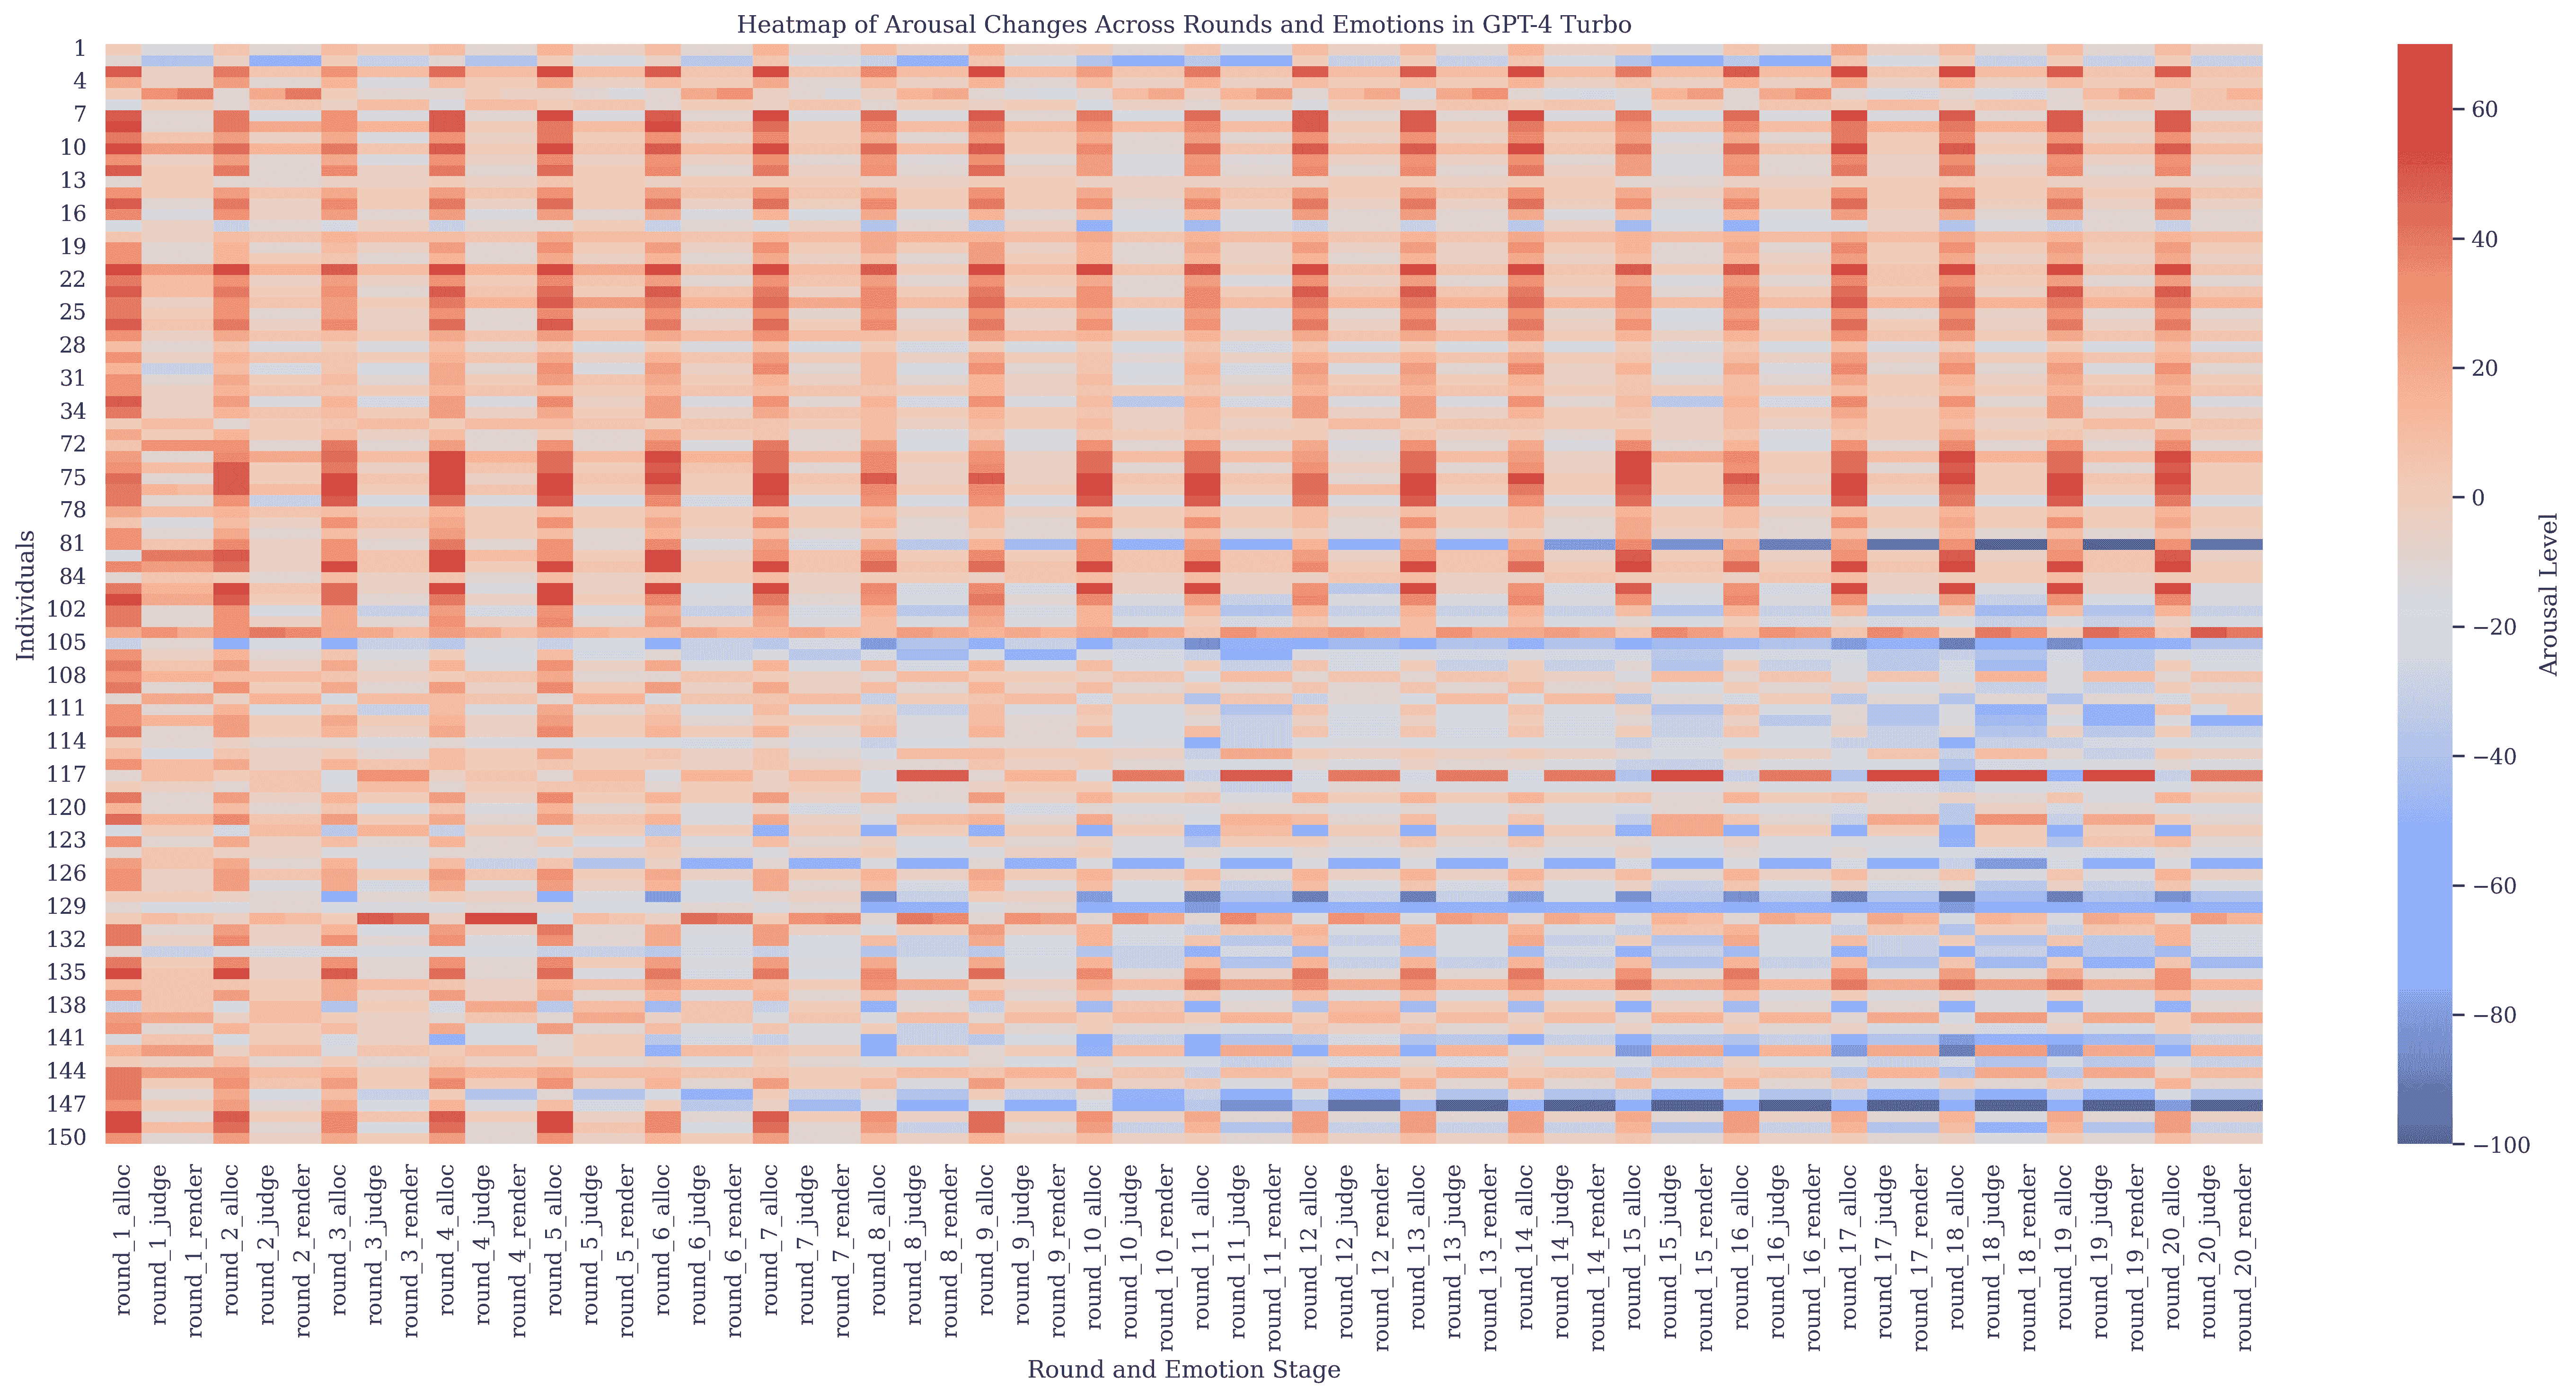 Heatmap of Arousal Changes Across Rounds and Emotions in GPT-4 Turbo
Individuals
1
4
7
10
13
16
19
22
25
28
31
34
72
75
78
81
84
102
105
108
111
114
117
120
123
126
129
132
135
138
141
144
147
150
round_1_alloc
round_1_judge
round_1_render
round_2_alloc
round_2_judge
round_2_render
round_3_alloc
round_3_judge
round_3_render
round_4_alloc
round_4_judge
round_4_render
round_5_alloc
round_5_judge
round_5_render
round_6_alloc
round_6_judge
round_6_render
round_7_alloc
round_7_judge
round_7_render
round_8_alloc
round_8_judge
round_8_render
round_9_alloc
round_9_judge
round_9_render
round_10_alloc
round_10_judge
round_10_render
round_11_alloc
round_11_judge
round_11_render
round_12_alloc
round_12_judge
round_12_render
round_13_alloc
round_13_judge
round_13_render
round_14_alloc
round_14_judge
round_14_render
round_15_alloc
round_15_judge
round_15_render
round_16_alloc
round_16_judge
round_16_render
round_17_alloc
round_17_judge
round_17_render
round_18_alloc
round_18_judge
round_18_render
round_19_alloc
round_19_judge
round_19_render
round_20_alloc
round_20_judge
round_20_render
Round and Emotion Stage
60
40
20
0
−20
−40
−60
−80
−100
Arousal Level